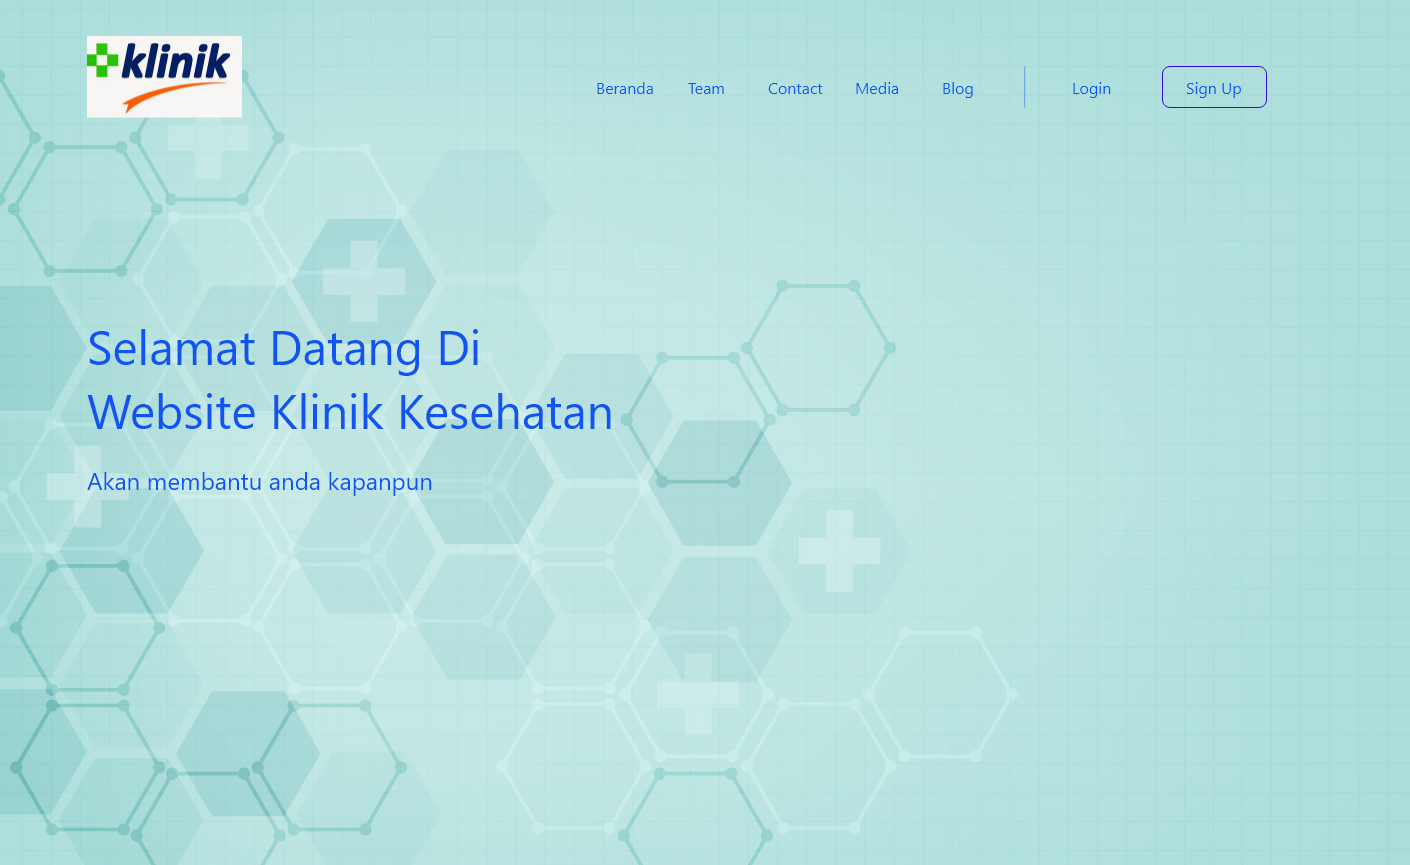 klinik
Beranda Team Contact Media Blog Login Sign Up
Selamat Datang Di
Website Klinik Kesehatan
Akan membantu anda kapanpun